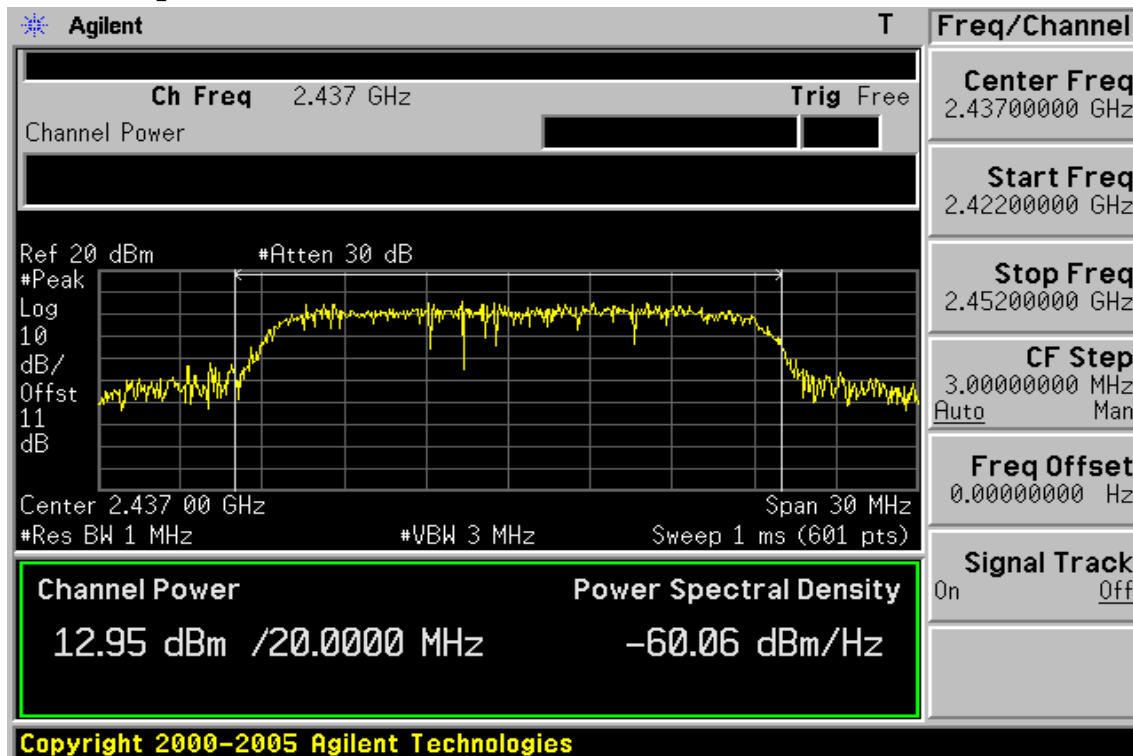 Agilent T Freq/Channel
Ch Freq 2.437 GHz Trig Free
Channel Power
Center Freq
2.43700000 GHz
Start Freq
2.42200000 GHz
Stop Freq
2.45200000 GHz
CF Step
3.00000000 MHz
Auto Man
Freq Offset
0.00000000 Hz
Signal Track
On Off
Ref 20 dBm #Atten 30 dB
#Peak
Log
10
dB/
Offst
11
dB
Center 2.437 00 GHz Span 30 MHz
#Res BW 1 MHz #VBW 3 MHz Sweep 1 ms (601 pts)
Channel Power Power Spectral Density
12.95 dBm /20.0000 MHz -60.06 dBm/Hz
Copyright 2000-2005 Agilent Technologies